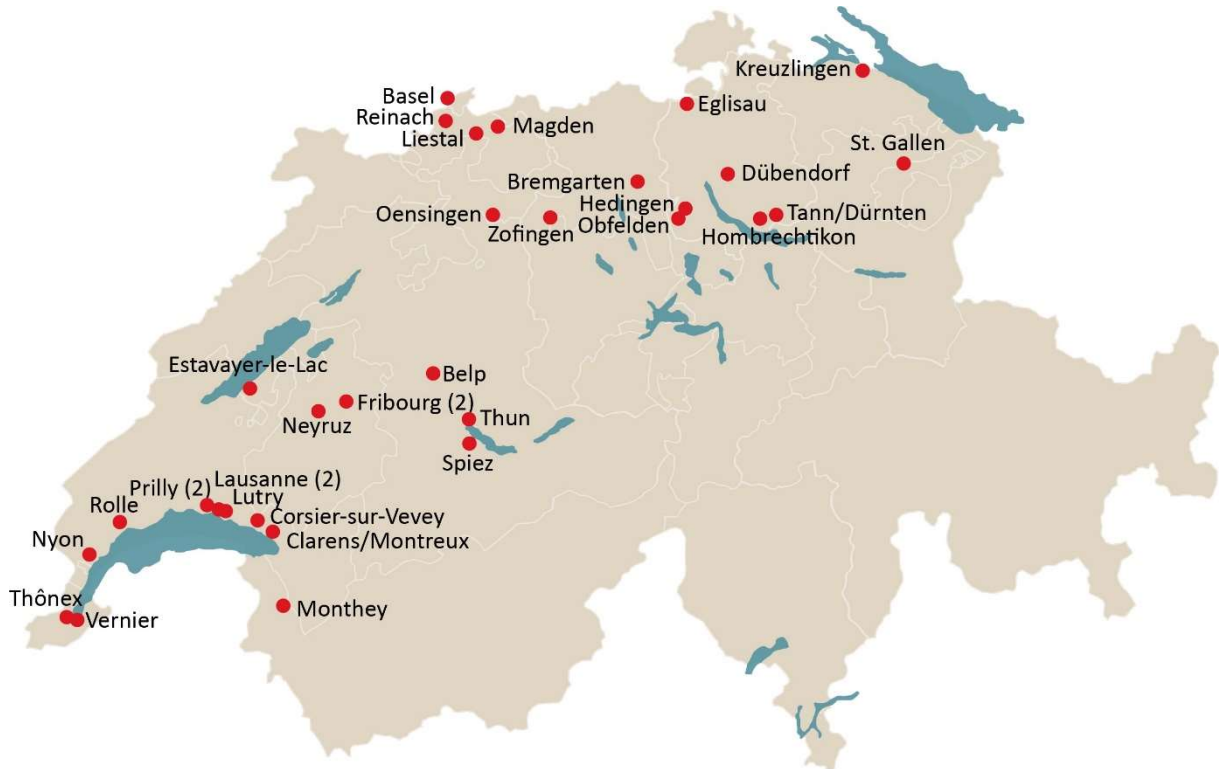 Kreuzlingen
Basel
Eglisau
Reinach
Magden
Liestal
St. Gallen
Dübendorf
Bremgarten
Hedingen
Oensingen
Tann/Dürnten
Zofingen
Obfelden
Hombrechtikon
Estavayer-le-Lac
Belp
Fribourg (2)
Neyruz
Thun
Spiez
Lausanne (2)
Prilly (2)
Lutry
Rolle
Corsier-sur-Vevey
Nyon
Clarens/Montreux
Thônex
Monthey
Vernier